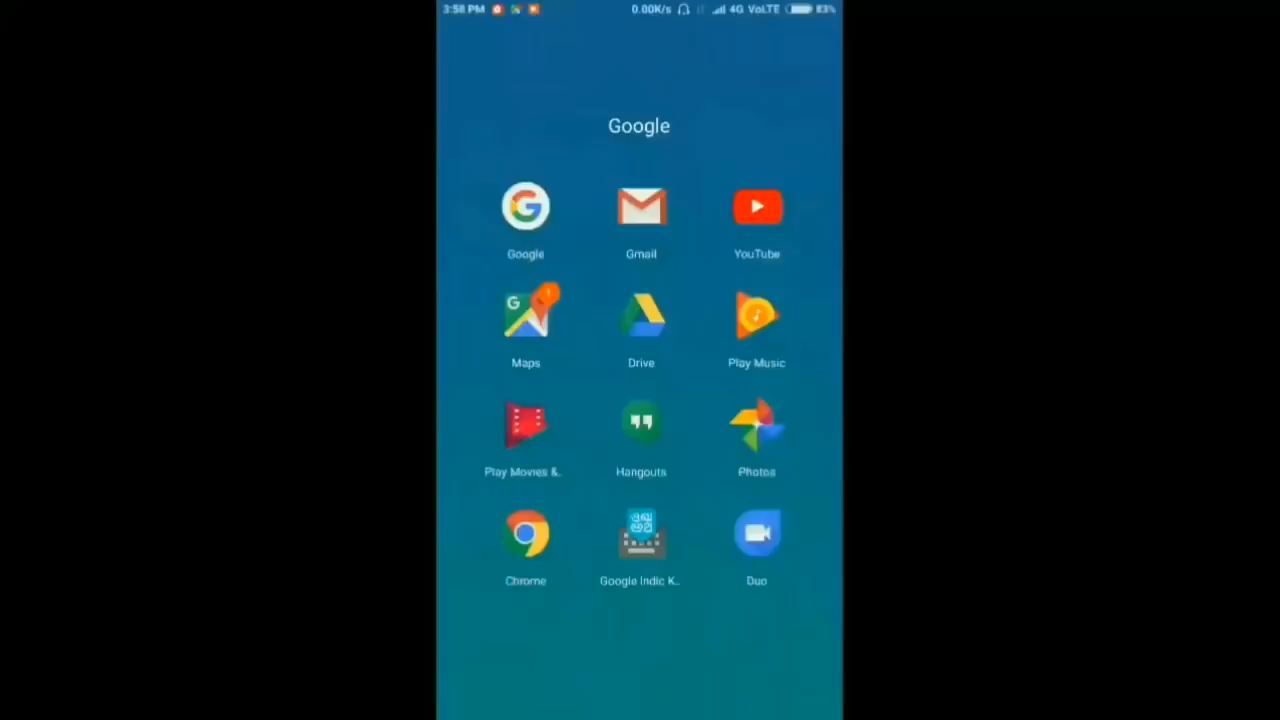 3:58 PM 0.00K/s 4G VoLTE 83%
Google
Google Gmail YouTube
Maps Drive Play Music
Play Movies &.. Hangouts Photos
Chrome Google Indic K.. Duo